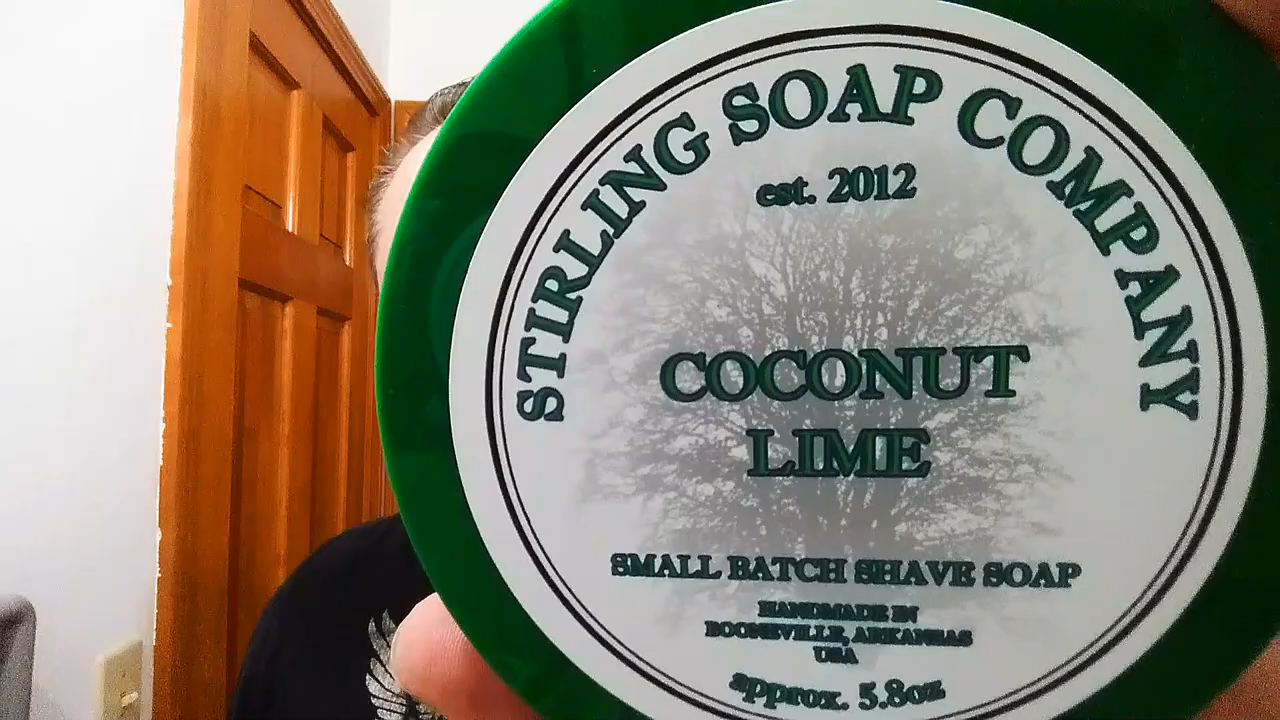 STIRLING SOAP COMPANY
est. 2012
COCONUT
LIME
SMALL BATCH SHAVE SOAP
HANDMADE IN
BOONEVILLE, ARKANSAS
USA
approx. 5.8oz